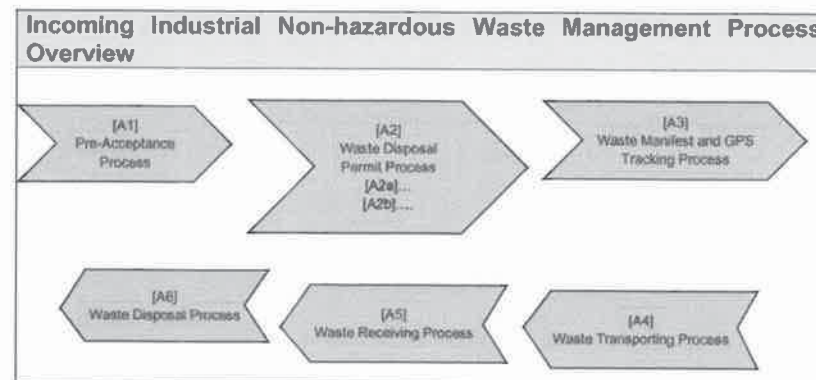 Incoming Industrial Non-hazardous Waste Management Process
Overview
[A1]
Pre-Acceptance
Process
[A2]
Waste Disposal
Permit Process
[A2a]...
[A2b]....
[A3]
Waste Manifest and GPS
Tracking Process
[A6]
Waste Disposal Process
[A5]
Waste Receiving Process
[A4]
Waste Transporting Process